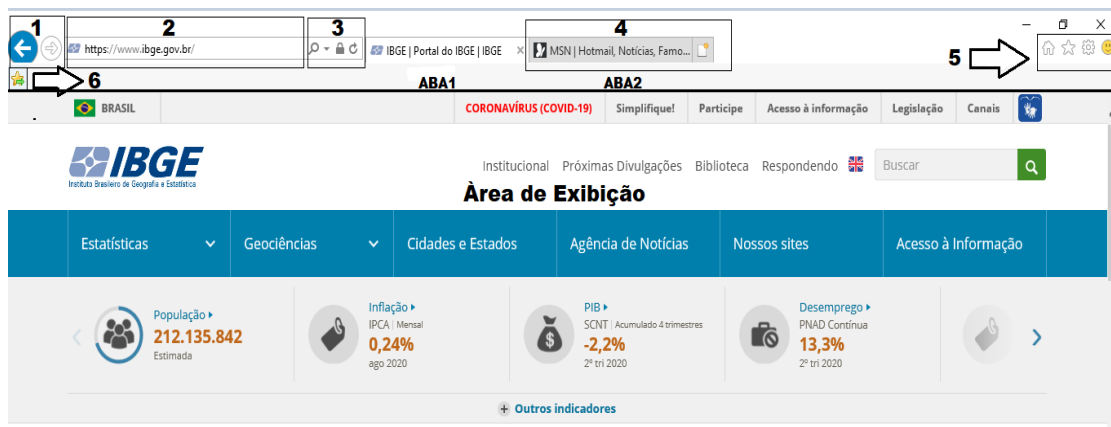 1 2 3 4
https://www.ibge.gov.br/
IBGE | Portal do IBGE | IBGE ×
MSN | Hotmail, Notícias, Famo...
5
6 ABA1 ABA2
BRASIL CORONAVÍRUS (COVID-19) Simplifique! Participe Acesso à informação Legislação Canais
IBGE
Instituto Brasileiro de Geografia e Estatística
Institucional Próximas Divulgações Biblioteca Respondendo Buscar
Àrea de Exibição
Estatísticas Geociências Cidades e Estados Agência de Notícias Nossos sites Acesso à Informação
População
212.135.842
Estimada
Inflação
IPCA | Mensal
0,24%
ago 2020
PIB
SCNT | Acumulado 4 trimestres
-2,2%
2º tri 2020
Desemprego
PNAD Contínua
13,3%
2º tri 2020
+ Outros indicadores